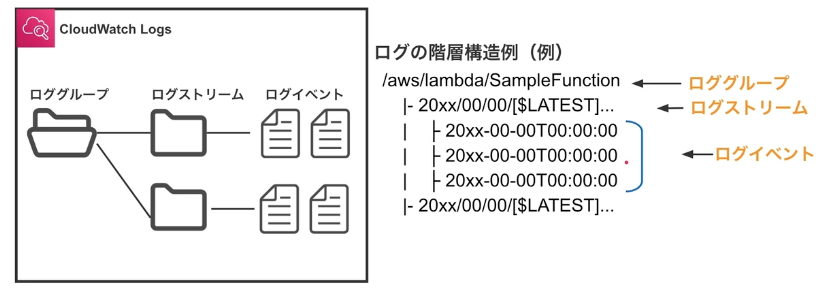 CloudWatch Logs
ロググループ ログストリーム ログイベント
ログの階層構造例（例）
/aws/lambda/SampleFunction ロググループ
|- 20xx/00/00/[$LATEST]... ログストリーム
| ├ 20xx-00-00T00:00:00
| ├ 20xx-00-00T00:00:00 ログイベント
| ├ 20xx-00-00T00:00:00
|- 20xx/00/00/[$LATEST]...